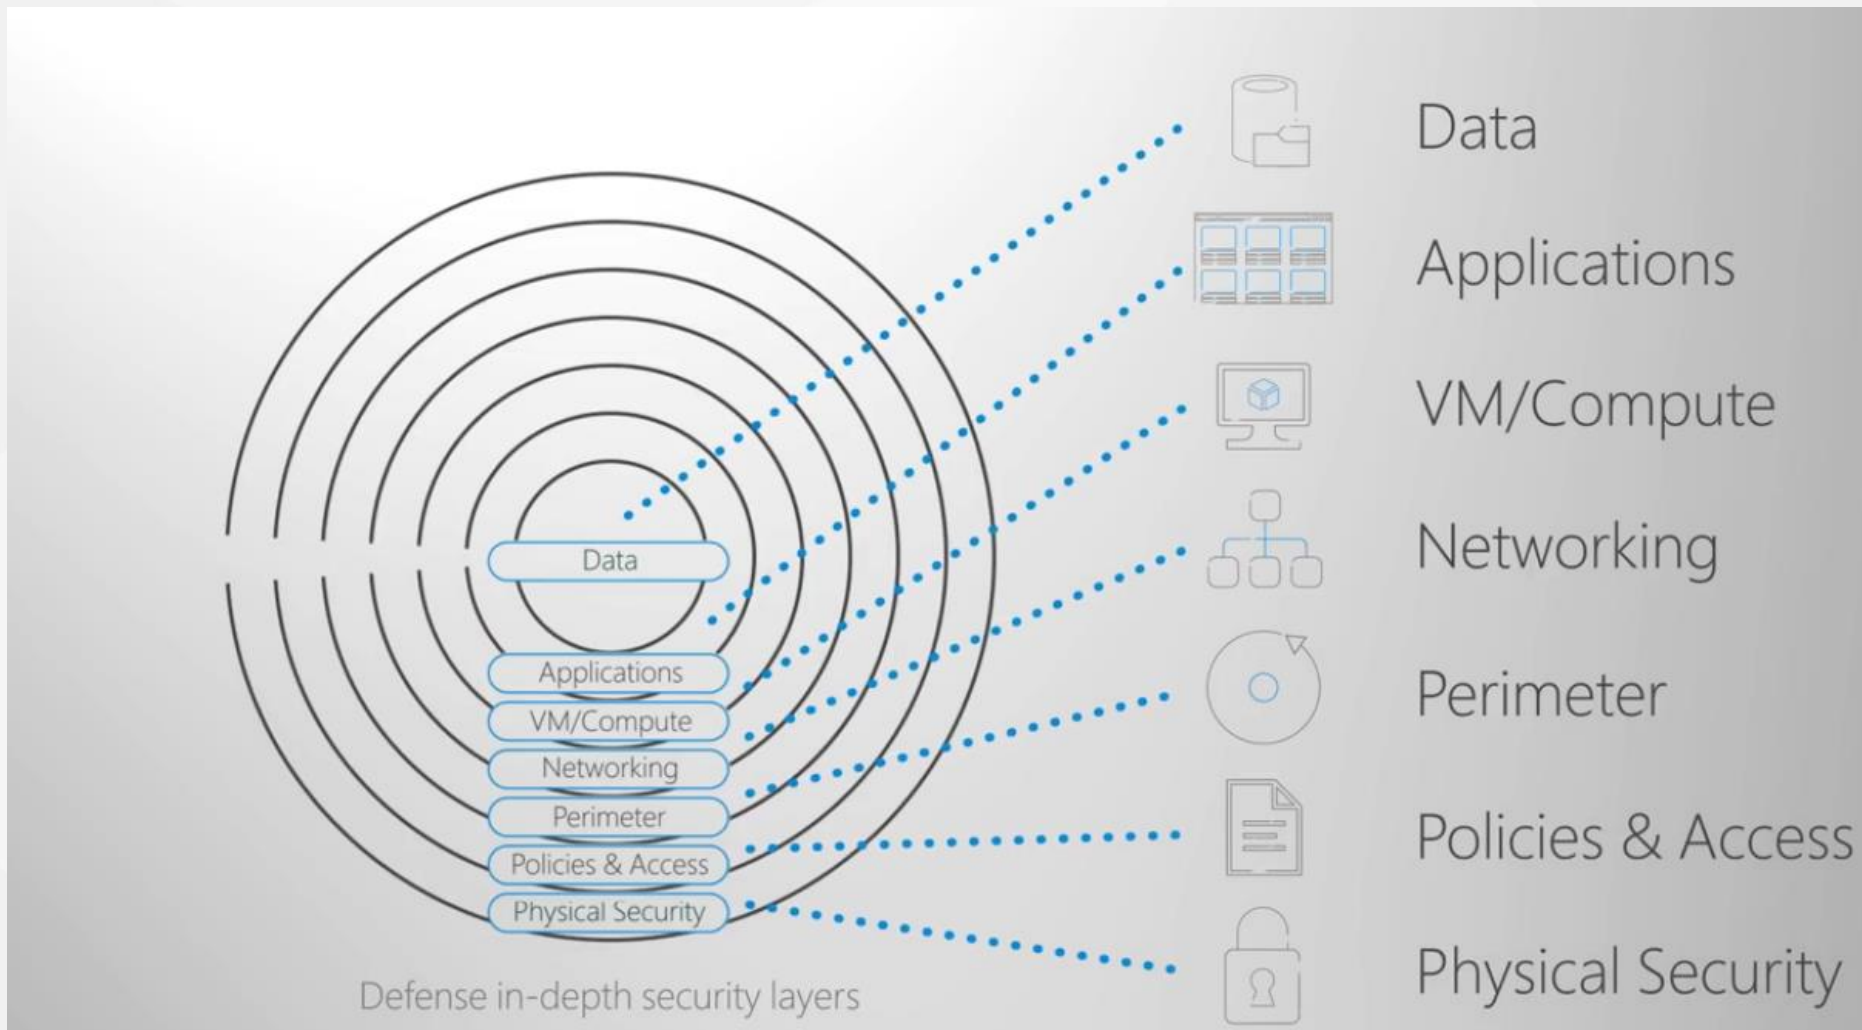 Data
Applications
VM/Compute
Networking
Perimeter
Policies & Access
Physical Security
Defense in-depth security layers
Data
Applications
VM/Compute
Networking
Perimeter
Policies & Access
Physical Security